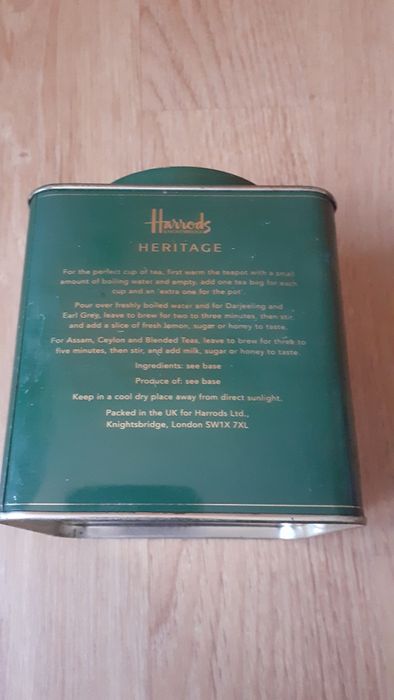 Harrods
KNIGHTSBRIDGE
HERITAGE
For the perfect cup of tea, first warm the teapot with a small
amount of boiling water and empty, add one tea bag for each
cup and an 'extra one for the pot'.
Pour over freshly boiled water and for Darjeeling and
Earl Grey, leave to brew for two to three minutes, then stir
and add a slice of fresh lemon, sugar or honey to taste.
For Assam, Ceylon and Blended Teas, leave to brew for three to
five minutes, then stir, and add milk, sugar or honey to taste.
Ingredients: see base
Produce of: see base
Keep in a cool dry place away from direct sunlight.
Packed in the UK for Harrods Ltd.,
Knightsbridge, London SW1X 7XL